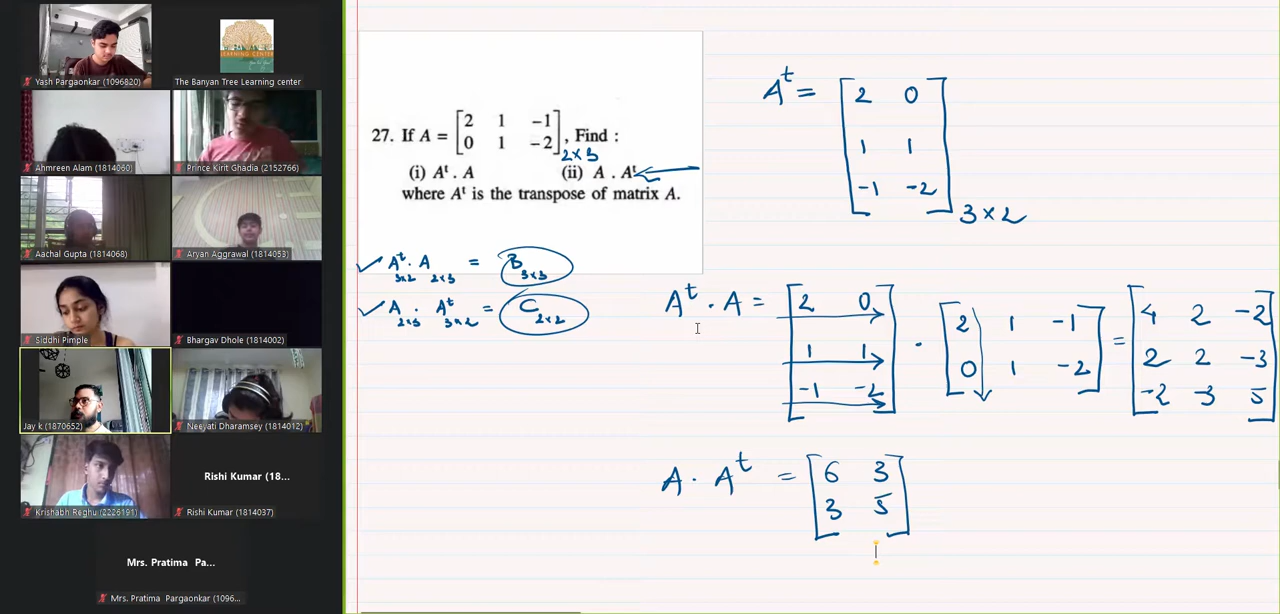 Yash Pargaonkar (1096820)
LEARNING CENTER
The Banyan Tree Learning center
Ahmreen Alam (1814060)
Prince Kirit Ghadia (2152766)
Aachal Gupta (1814068)
Aryan Aggrawal (1814053)
Siddhi Pimple
Bhargav Dhole (1814002)
Jay k (1870652)
Neeyati Dharamsey (1814012)
Krishabh Reghu (2226191)
Rishi Kumar (18...
Rishi Kumar (1814037)
Mrs. Pratima Pa...
Mrs. Pratima Pargaonkar (1096...
27. If A = [2 1 -1
0 1 -2], Find :
2×3
(i) Aᵗ . A (ii) A . Aᵗ
where Aᵗ is the transpose of matrix A.
✓ Aᵗ . A = B
3×2 2×3 3×3
✓ A . Aᵗ = C
2×3 3×2 2×2
Aᵗ = [2 0
1 1
-1 -2] 3×2
Aᵗ . A = [2 0
1 1
-1 -2] . [2 1 -1
0 1 -2] = [4 2 -2
2 2 -3
-2 -3 5]
A . Aᵗ = [6 3
3 5]